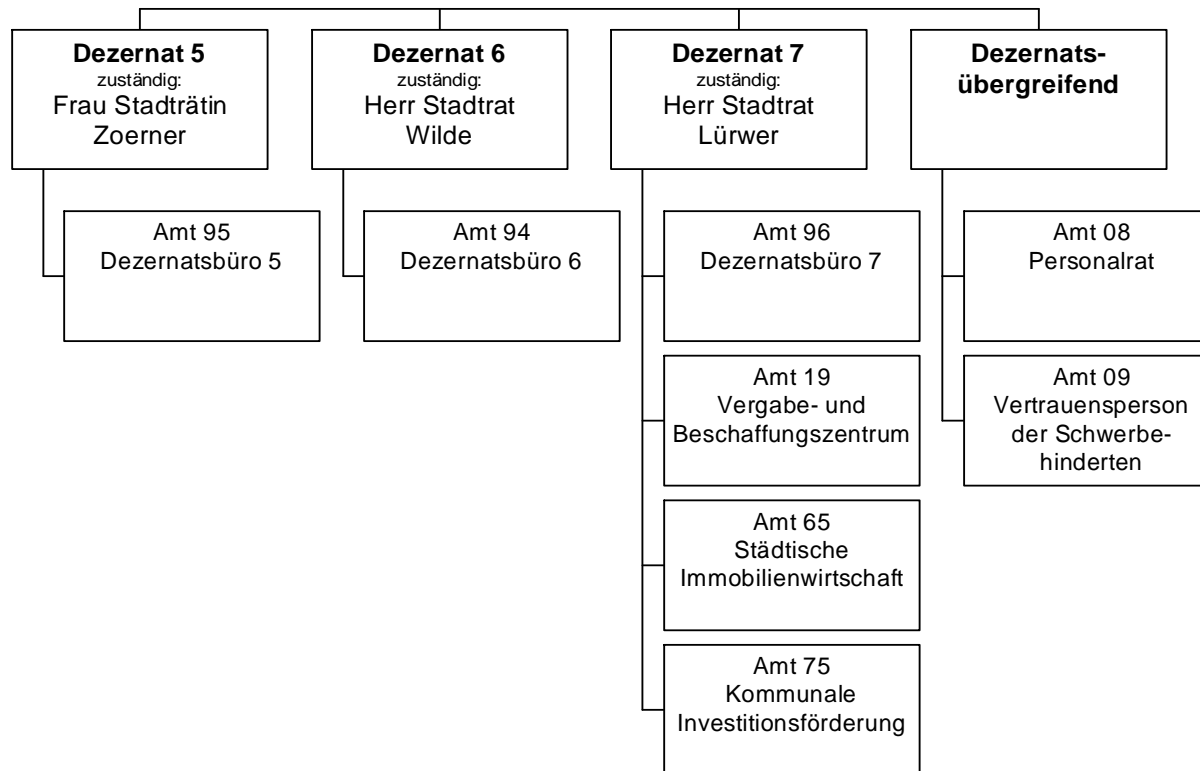 Dezernat 5
zuständig:
Frau Stadträtin
Zoerner
Dezernat 6
zuständig:
Herr Stadtrat
Wilde
Dezernat 7
zuständig:
Herr Stadtrat
Lürwer
Dezernats-
übergreifend
Amt 95
Dezernatsbüro 5
Amt 94
Dezernatsbüro 6
Amt 96
Dezernatsbüro 7
Amt 08
Personalrat
Amt 19
Vergabe- und
Beschaffungszentrum
Amt 09
Vertrauensperson
der Schwerbe-
hinderten
Amt 65
Städtische
Immobilienwirtschaft
Amt 75
Kommunale
Investitionsförderung